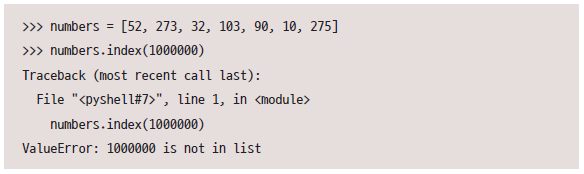 >>> numbers = [52, 273, 32, 103, 90, 10, 275]
>>> numbers.index(1000000)
Traceback (most recent call last):
  File "<pyshell#7>", line 1, in <module>
    numbers.index(1000000)
ValueError: 1000000 is not in list